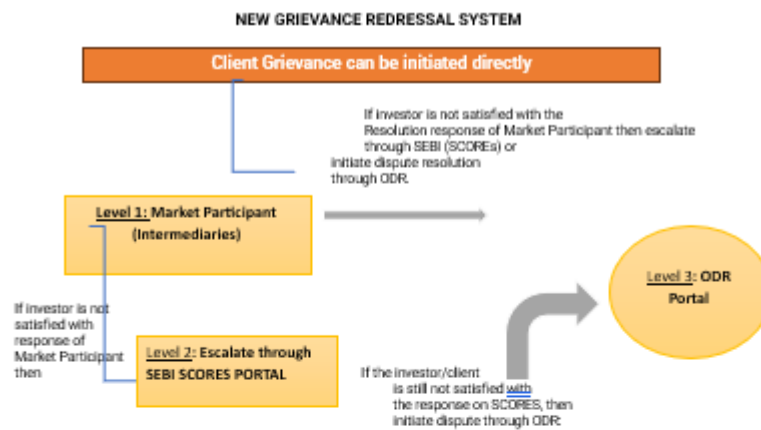 NEW GRIEVANCE REDRESSAL SYSTEM
Client Grievance can be initiated directly
If investor is not satisfied with the
Resolution response of Market Participant then escalate
through SEBI (SCOREs) or
initiate dispute resolution
through ODR.
Level 1: Market Participant
(Intermediaries)
Level 3: ODR
Portal
If investor is not
satisfied with
response of
Market Participant
then
Level 2: Escalate through
SEBI SCORES PORTAL
If the investor/client
is still not satisfied with
the response on SCORES, then
initiate dispute through ODR: